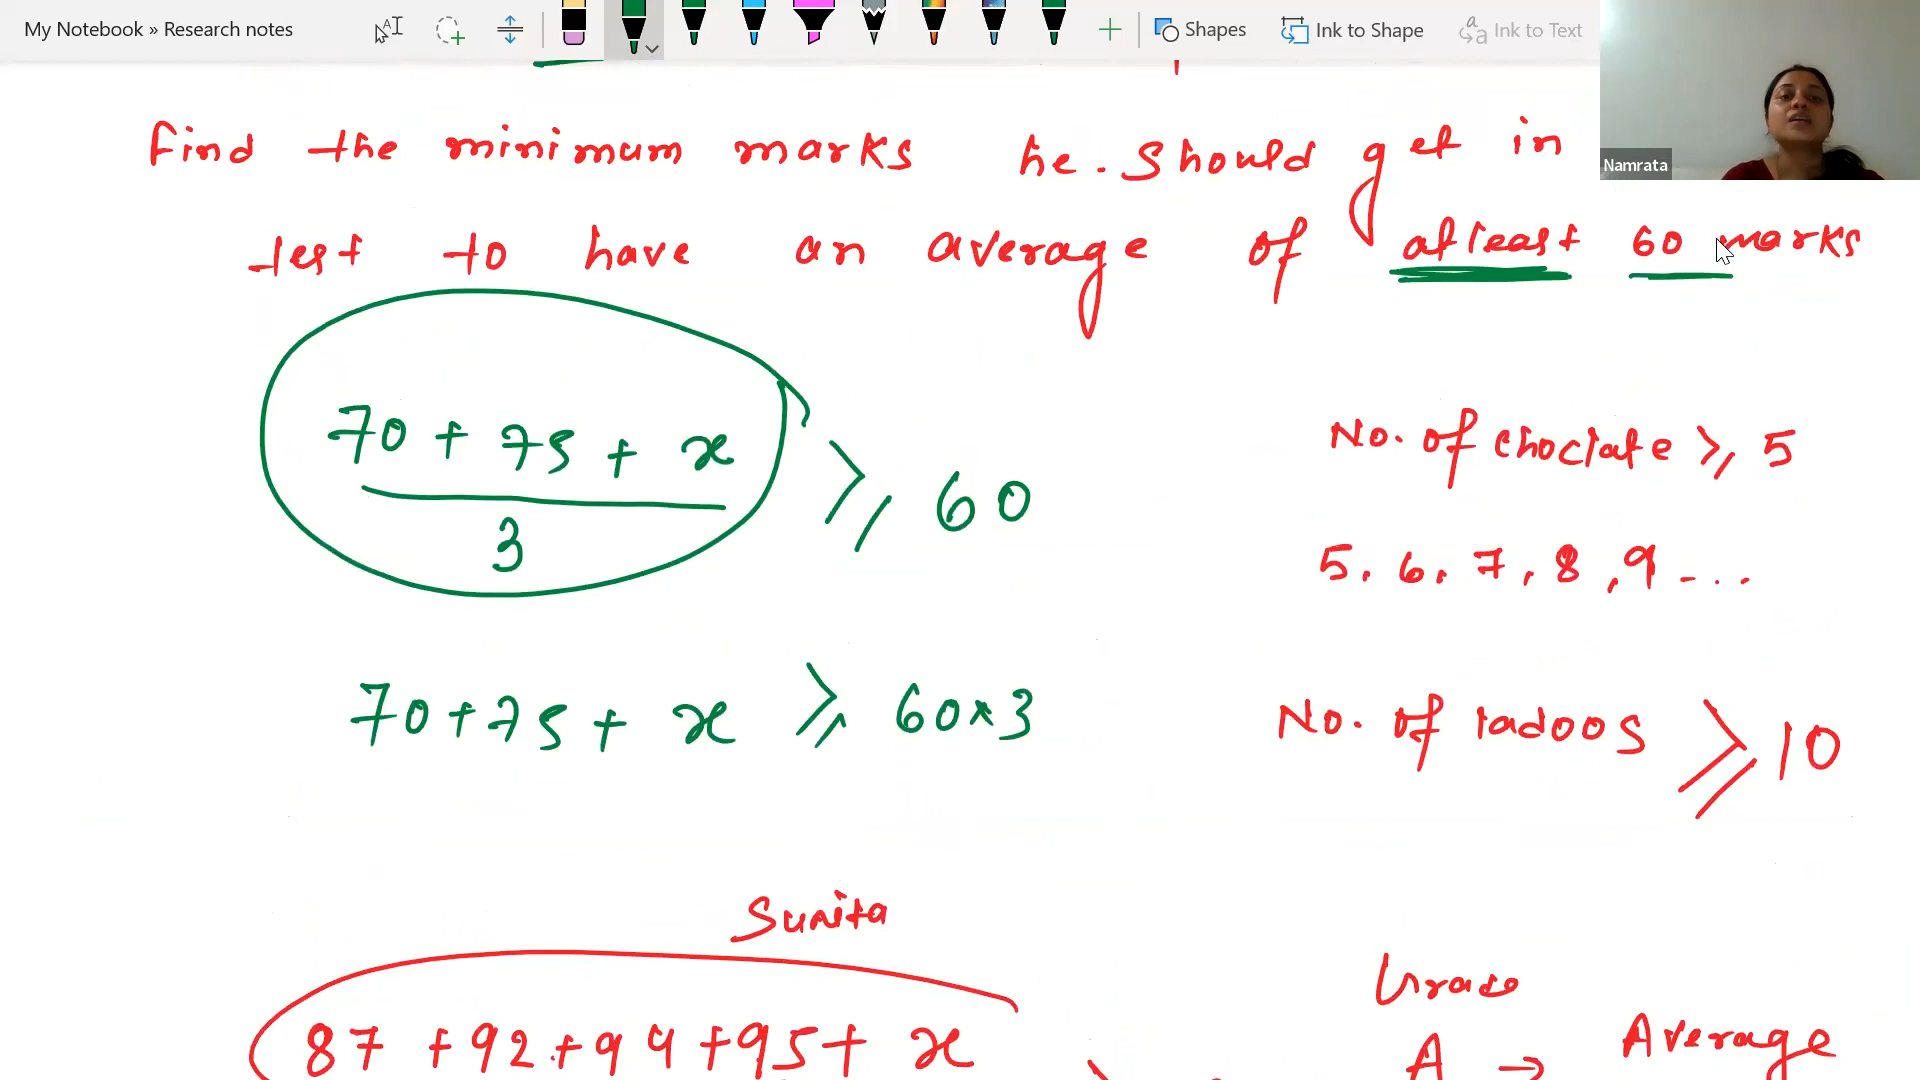 My Notebook » Research notes
Shapes
Ink to Shape
Ink to Text
Namrata
Find the minimum marks he. Should get in
test to have an average of atleast 60 marks
70 + 75 + x
3
⩾ 60
No. of choclate ⩾ 5
5, 6, 7, 8, 9 - ...
70 + 75 + x ⩾ 60×3
No. of ladoos ⩾ 10
Sunita
87 + 92 + 94 + 95 + x
Grade
A → Average